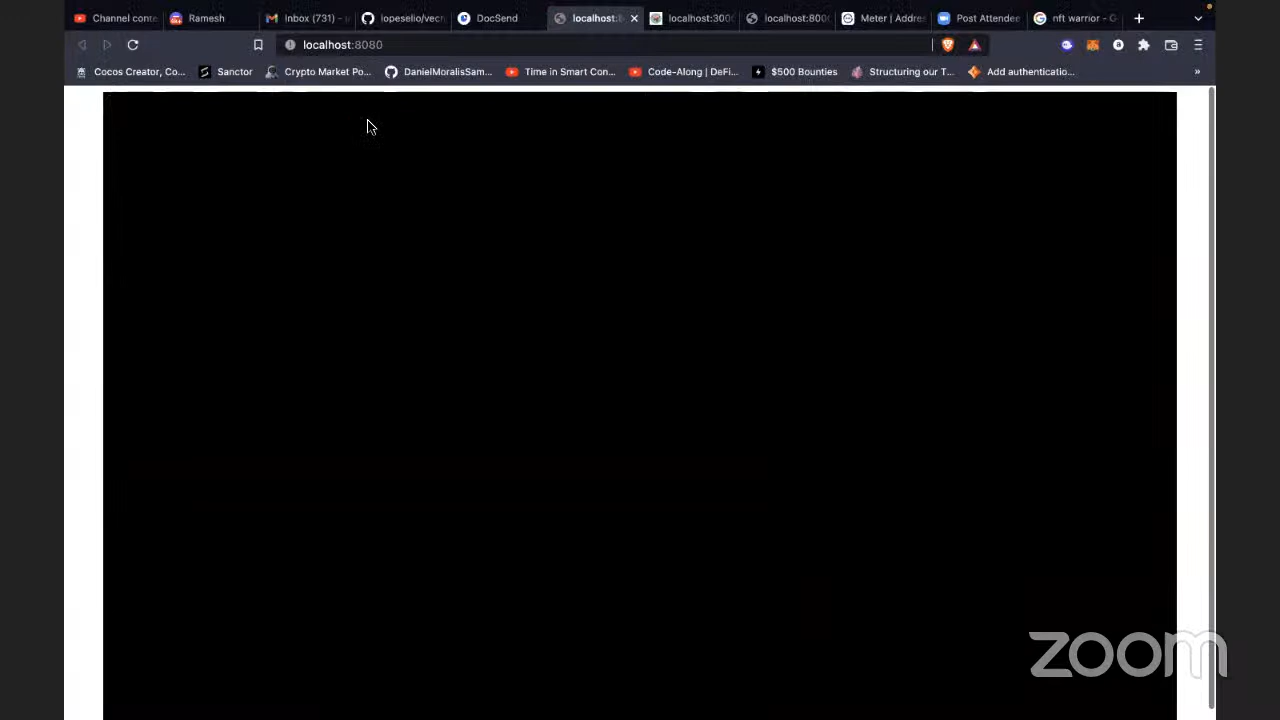 Channel conte
Ramesh
Inbox (731) -
lopeselio/vecr
DocSend
localhost:8
localhost:300
localhost:800
Meter | Addre
Post Attendee
nft warrior - G
localhost:8080
Cocos Creator, Co...
Sanctor
Crypto Market Po...
DanielMoralisSam...
Time in Smart Con...
Code-Along | DeFi...
$500 Bounties
Structuring our T...
Add authenticatio...
»
zoom